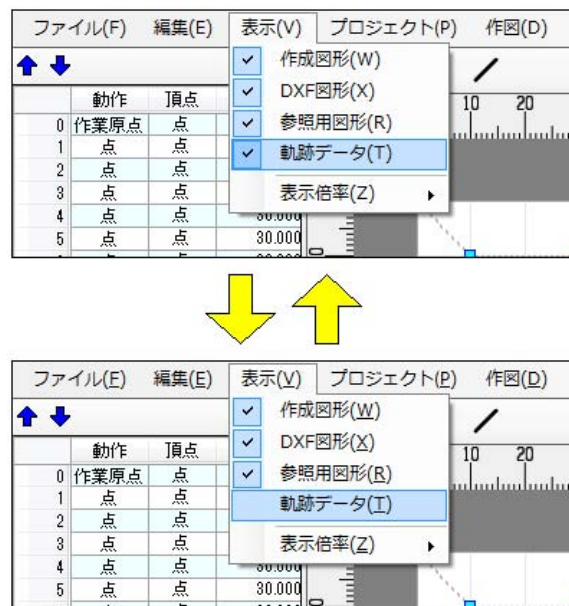 ファイル(F) 編集(E) 表示(V) プロジェクト(P) 作図(D)
作成図形(W)
DXF図形(X)
参照用図形(R)
軌跡データ(T)
表示倍率(Z)
10 20
動作 頂点
0 作業原点 点
1 点 点
2 点 点
3 点 点
4 点 点
5 点 点 30.000
0
ファイル(F) 編集(E) 表示(V) プロジェクト(P) 作図(D)
作成図形(W)
DXF図形(X)
参照用図形(R)
軌跡データ(T)
表示倍率(Z)
10 20
動作 頂点
0 作業原点 点
1 点 点
2 点 点
3 点 点
4 点 点
5 点 点 30.000